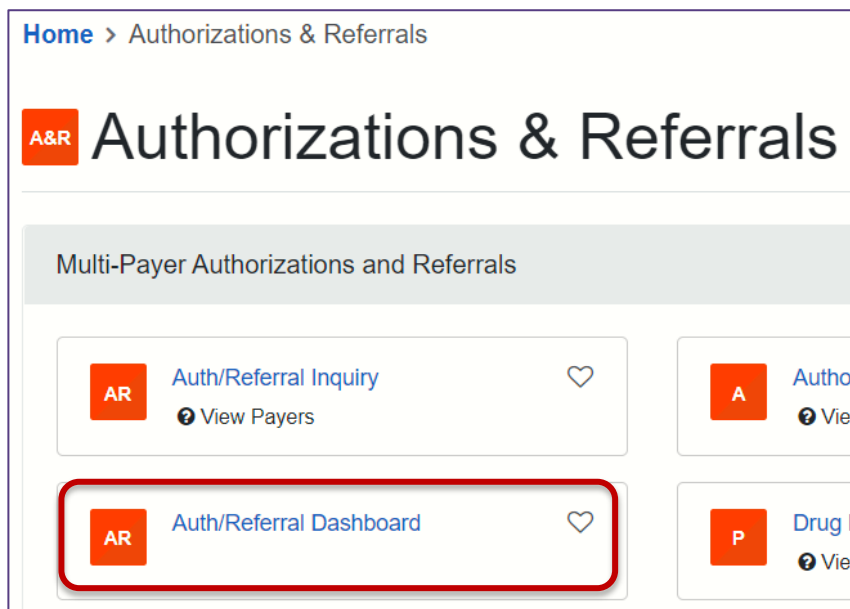 Home > Authorizations & Referrals
A&R Authorizations & Referrals
Multi-Payer Authorizations and Referrals
AR Auth/Referral Inquiry
View Payers
A
AR Auth/Referral Dashboard
P Drug